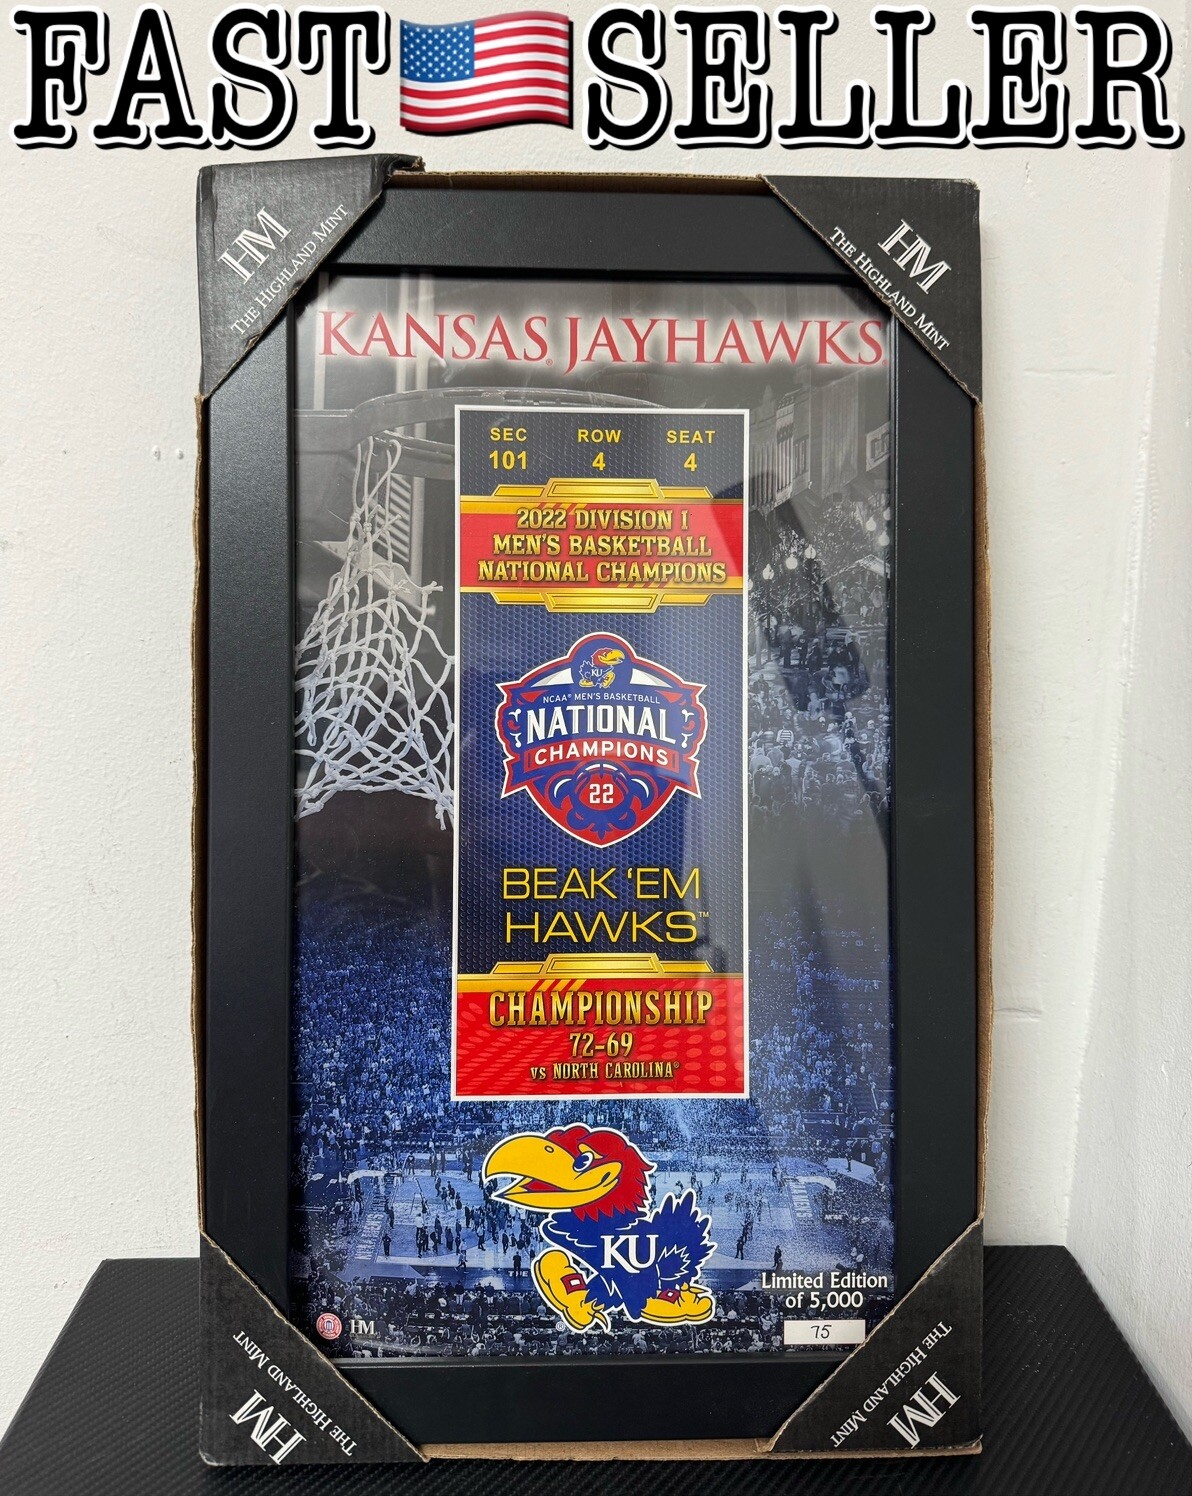 FAST SELLER
HM
THE HIGHLAND MINT
HM
THE HIGHLAND MINT
KANSAS® JAYHAWKS
SEC ROW SEAT
101 4 4
2022 DIVISION I
MEN'S BASKETBALL
NATIONAL CHAMPIONS
KU
NCAA® MEN'S BASKETBALL
NATIONAL
CHAMPIONS
22
BEAK 'EM
HAWKS™
CHAMPIONSHIP
72-69
VS NORTH CAROLINA®
KU
Limited Edition
of 5,000
75
HM
HM
THE HIGHLAND MINT
HM
THE HIGHLAND MINT